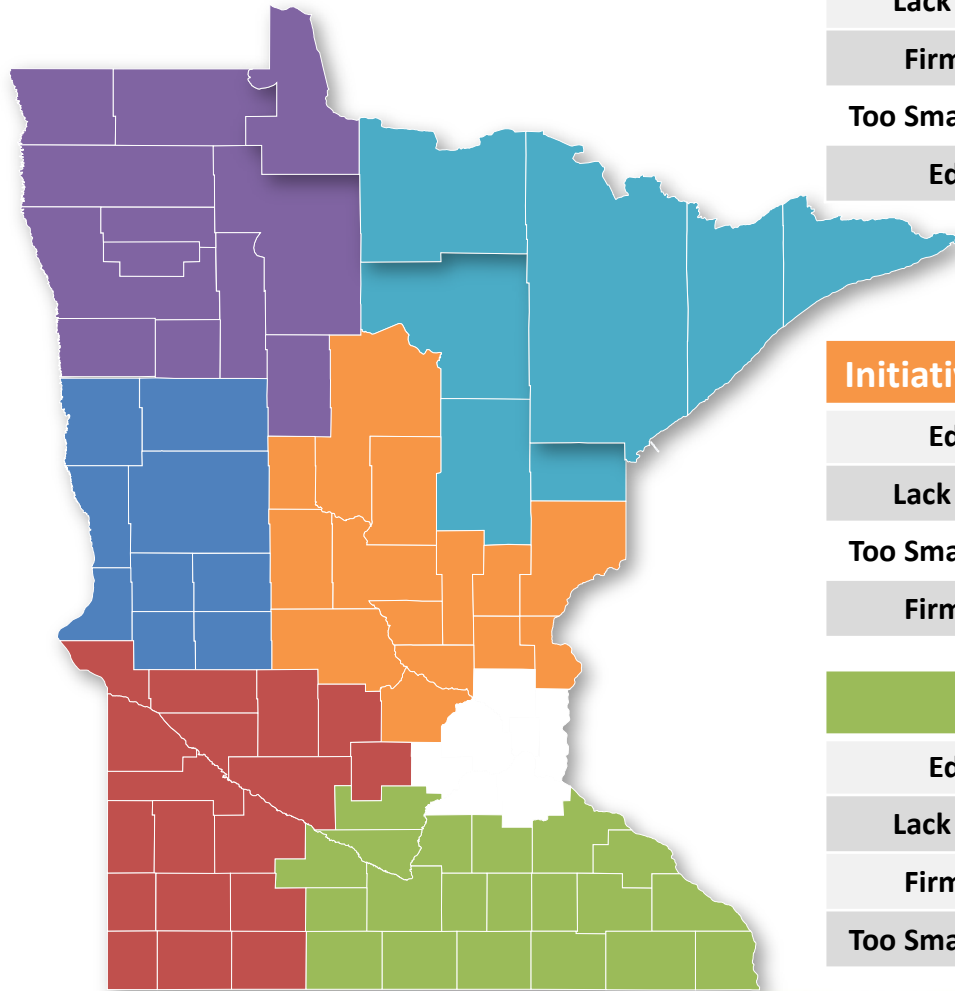 Lack
Firm
Too Sma
Ed
Initiativ
Ed
Lack
Too Sma
Firm
Ed
Lack
Firm
Too Sma